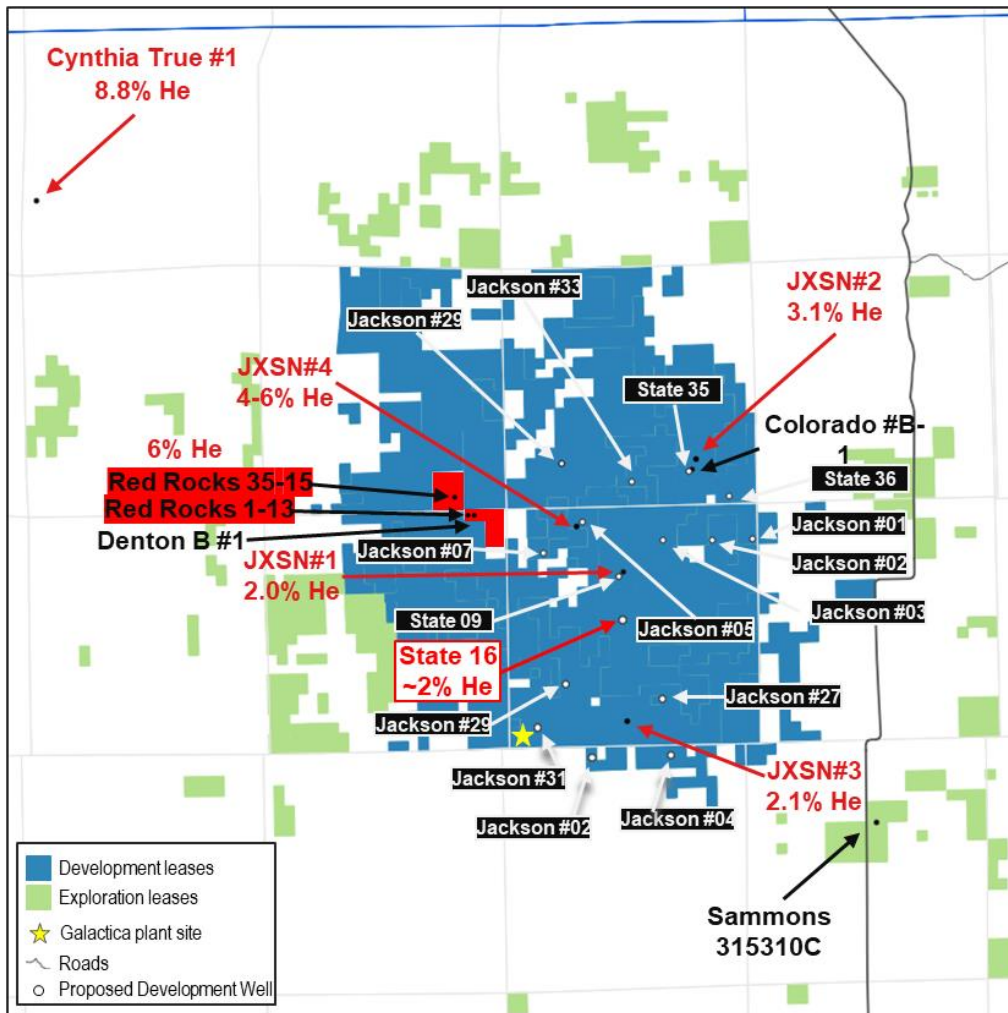 Cynthia True #1
8.8% He
Jackson #33
Jackson #29
JXSN#2
3.1% He
JXSN#4
4-6% He
State 35
Colorado #B-
1
6% He
Red Rocks 35-15
Red Rocks 1-13
Denton B #1
State 36
Jackson #01
Jackson #07
Jackson #02
JXSN#1
2.0% He
Jackson #03
State 09
Jackson #05
State 16
~2% He
Jackson #27
Jackson #29
Jackson #31
JXSN#3
2.1% He
Jackson #02
Jackson #04
Sammons
315310C
Development leases
Exploration leases
Galactica plant site
Roads
Proposed Development Well